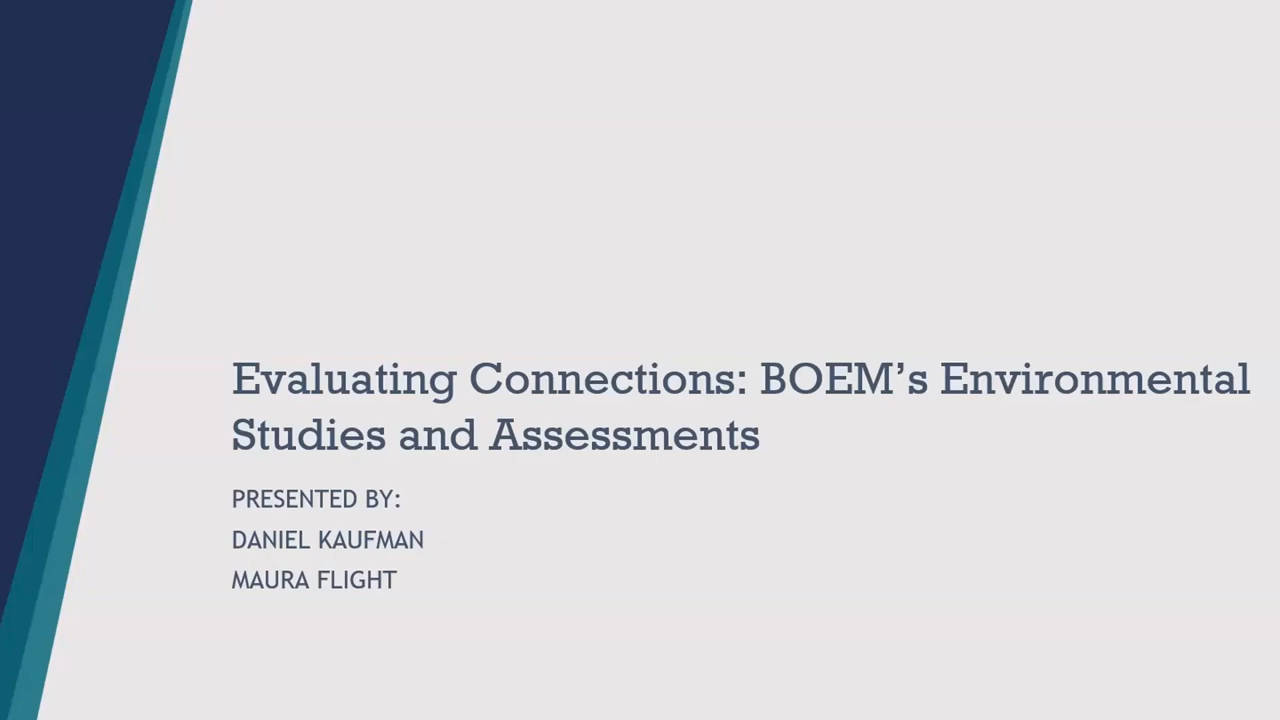 Evaluating Connections: BOEM’s Environmental
Studies and Assessments
PRESENTED BY:
DANIEL KAUFMAN
MAURA FLIGHT